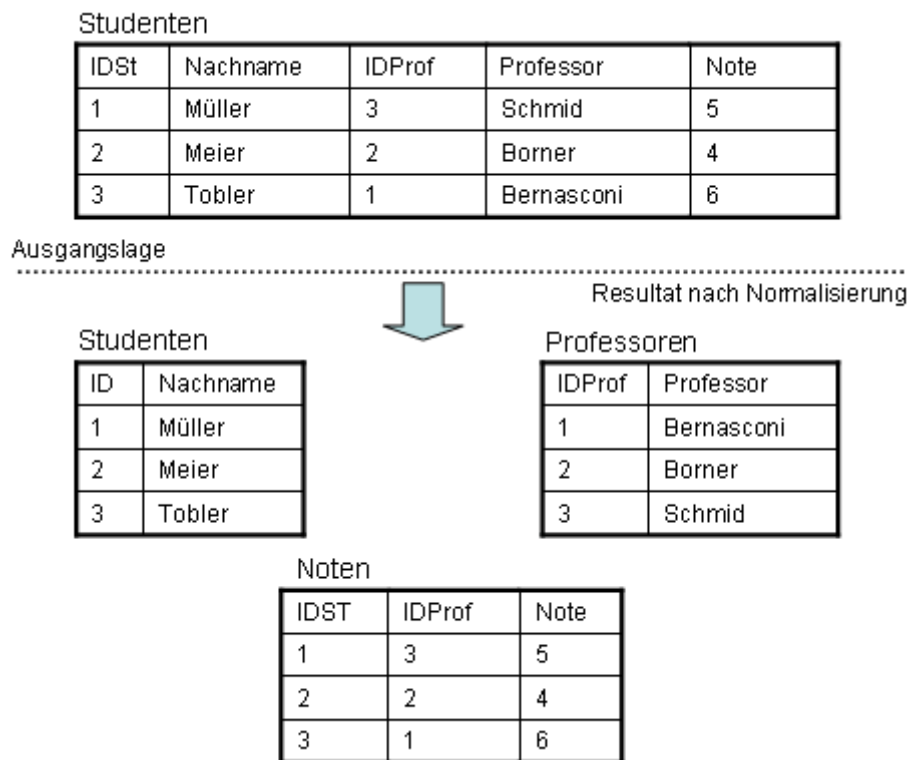 Studenten
IDSt Nachname IDProf Professor Note
1 Müller 3 Schmid 5
2 Meier 2 Borner 4
3 Tobler 1 Bernasconi 6
Ausgangslage
Resultat nach Normalisierung
Studenten
ID Nachname
1 Müller
2 Meier
3 Tobler
Professoren
IDProf Professor
1 Bernasconi
2 Borner
3 Schmid
Noten
IDST IDProf Note
1 3 5
2 2 4
3 1 6